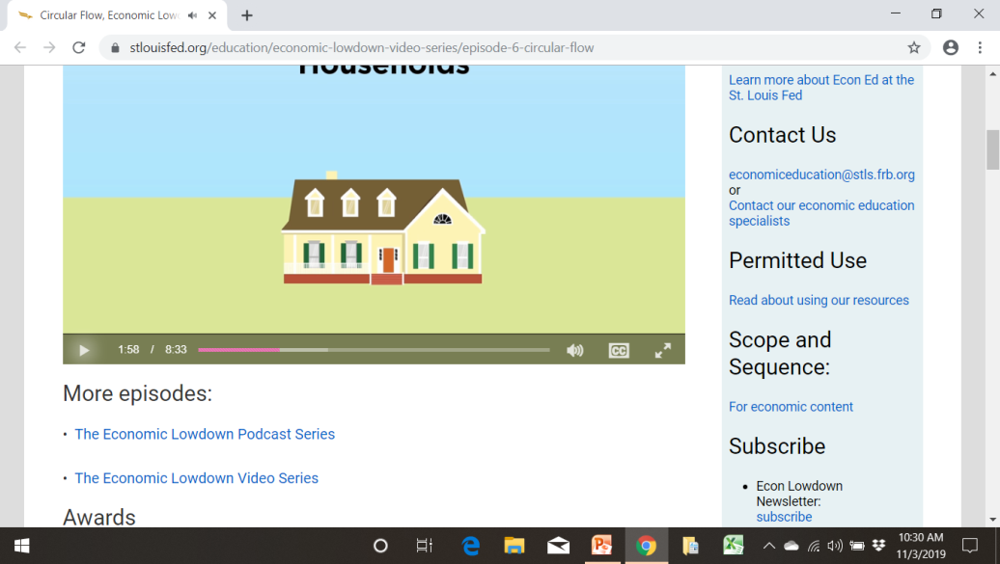 Circular Flow, Economic Low
stlouisfed.org/education/economic-lowdown-video-series/episode-6-circular-flow
Households
1:58 / 8:33
CC
More episodes:
• The Economic Lowdown Podcast Series
• The Economic Lowdown Video Series
Awards
Learn more about Econ Ed at the
St. Louis Fed
Contact Us
economiceducation@stls.frb.org
or
Contact our economic education
specialists
Permitted Use
Read about using our resources
Scope and
Sequence:
For economic content
Subscribe
• Econ Lowdown
Newsletter:
subscribe
10:30 AM
11/3/2019